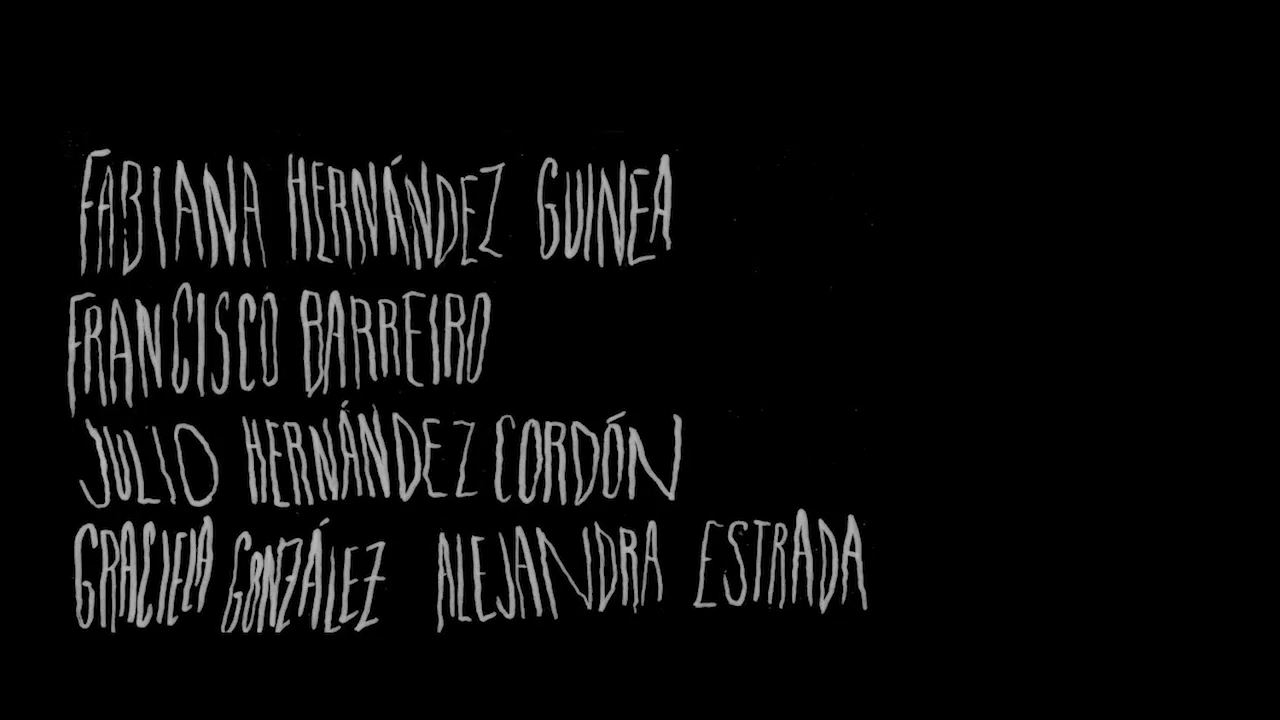 FABIANA HERNÁNDEZ GUINEA
FRANCISCO BARREIRO
JULIO HERNÁNDEZ CORDÓN
GRACIELA GONZÁLEZ ALEJANDRA ESTRADA